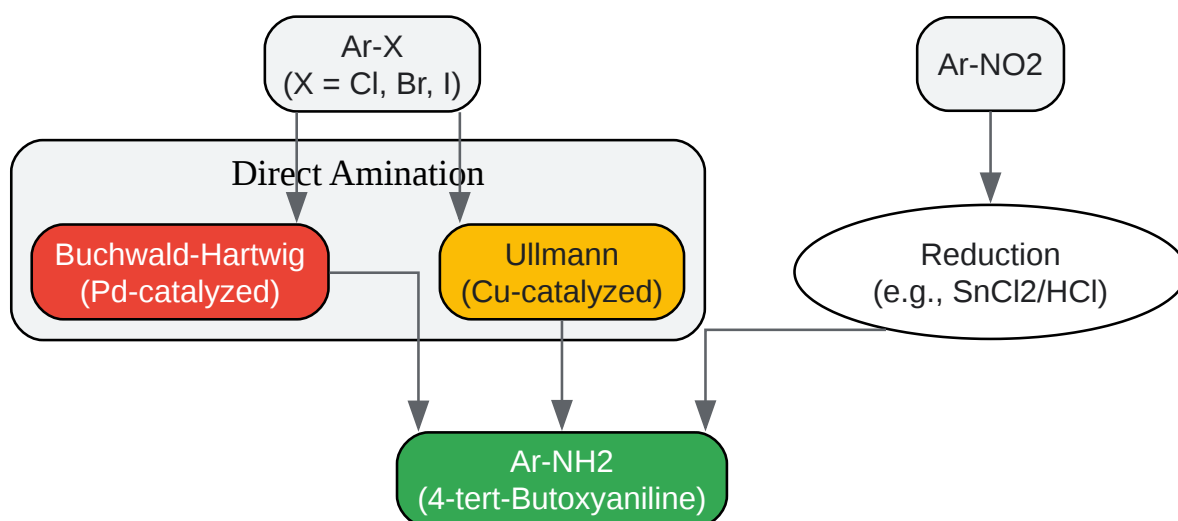 Ar-X
(X = Cl, Br, I)
Ar-NO2
Direct Amination
Buchwald-Hartwig
(Pd-catalyzed)
Ullmann
(Cu-catalyzed)
Reduction
(e.g., SnCl2/HCl)
Ar-NH2
(4-tert-Butoxyaniline)